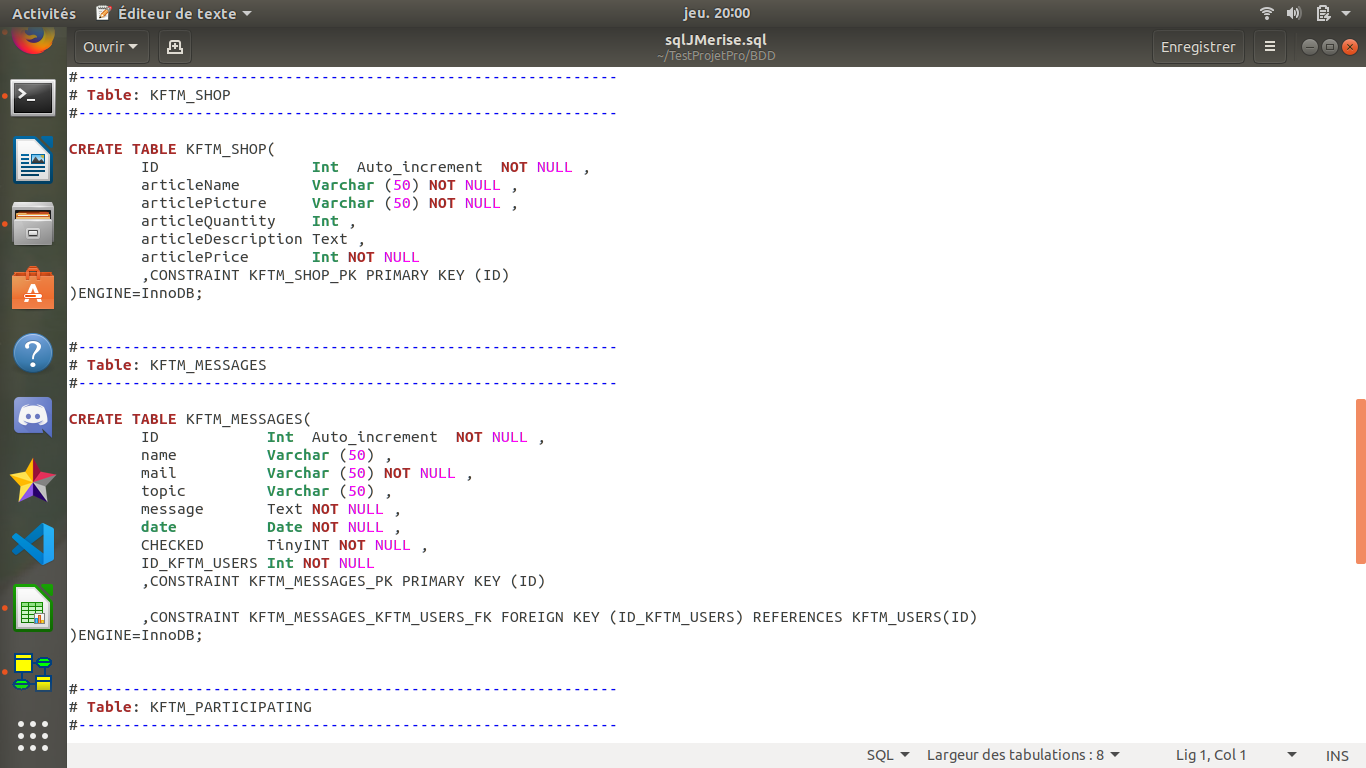 Activités Éditeur de texte jeu. 20:00
Ouvrir sqlJMerise.sql Enregistrer
~/TestProjetPro/BDD
#------------------------------------------------------------
# Table: KFTM_SHOP
#------------------------------------------------------------
CREATE TABLE KFTM_SHOP(
ID Int Auto_increment NOT NULL ,
articleName Varchar (50) NOT NULL ,
articlePicture Varchar (50) NOT NULL ,
articleQuantity Int ,
articleDescription Text ,
articlePrice Int NOT NULL
,CONSTRAINT KFTM_SHOP_PK PRIMARY KEY (ID)
)ENGINE=InnoDB;
#------------------------------------------------------------
# Table: KFTM_MESSAGES
#------------------------------------------------------------
CREATE TABLE KFTM_MESSAGES(
ID Int Auto_increment NOT NULL ,
name Varchar (50) ,
mail Varchar (50) NOT NULL ,
topic Varchar (50) ,
message Text NOT NULL ,
date Date NOT NULL ,
CHECKED TinyINT NOT NULL ,
ID_KFTM_USERS Int NOT NULL
,CONSTRAINT KFTM_MESSAGES_PK PRIMARY KEY (ID)
,CONSTRAINT KFTM_MESSAGES_KFTM_USERS_FK FOREIGN KEY (ID_KFTM_USERS) REFERENCES KFTM_USERS(ID)
)ENGINE=InnoDB;
#------------------------------------------------------------
# Table: KFTM_PARTICIPATING
#------------------------------------------------------------
SQL Largeur des tabulations : 8 Lig 1, Col 1 INS